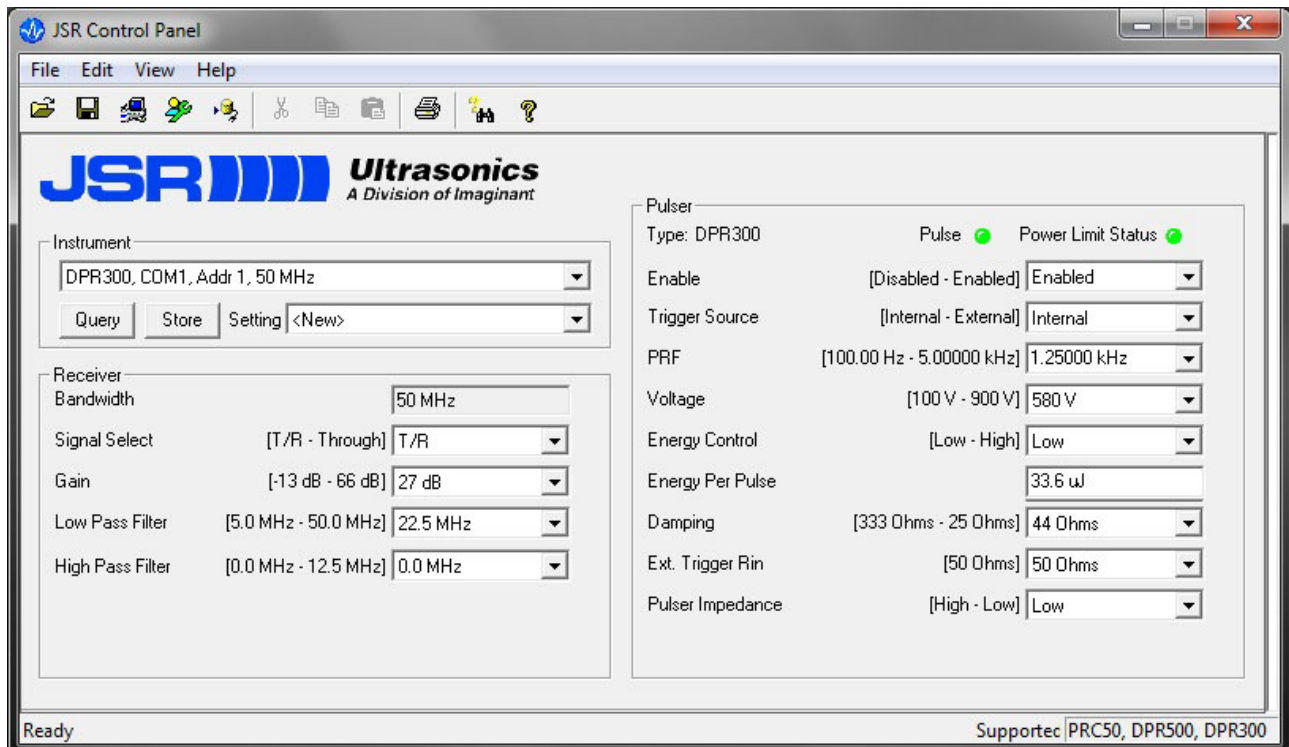 JSR Control Panel
File Edit View Help
JSR Ultrasonics
A Division of Imaginant
Instrument
DPR300, COM1, Addr 1, 50 MHz
Query Store Setting <New>
Receiver
Bandwidth 50 MHz
Signal Select [T/R - Through] T/R
Gain [-13 dB - 66 dB] 27 dB
Low Pass Filter [5.0 MHz - 50.0 MHz] 22.5 MHz
High Pass Filter [0.0 MHz - 12.5 MHz] 0.0 MHz
Pulser
Type: DPR300 Pulse Power Limit Status
Enable [Disabled - Enabled] Enabled
Trigger Source [Internal - External] Internal
PRF [100.00 Hz - 5.00000 kHz] 1.25000 kHz
Voltage [100 V - 900 V] 580 V
Energy Control [Low - High] Low
Energy Per Pulse 33.6 uJ
Damping [333 Ohms - 25 Ohms] 44 Ohms
Ext. Trigger Rin [50 Ohms] 50 Ohms
Pulser Impedance [High - Low] Low
Ready Supportec PRC50, DPR500, DPR300